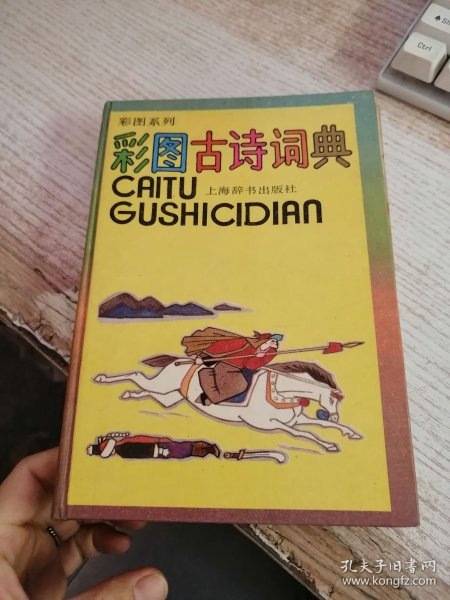 彩图系列
彩图古诗词典
CAITU
上海辞书出版社
GUSHICIDIAN
Ctrl
孔夫子旧书网
www.kongfz.com